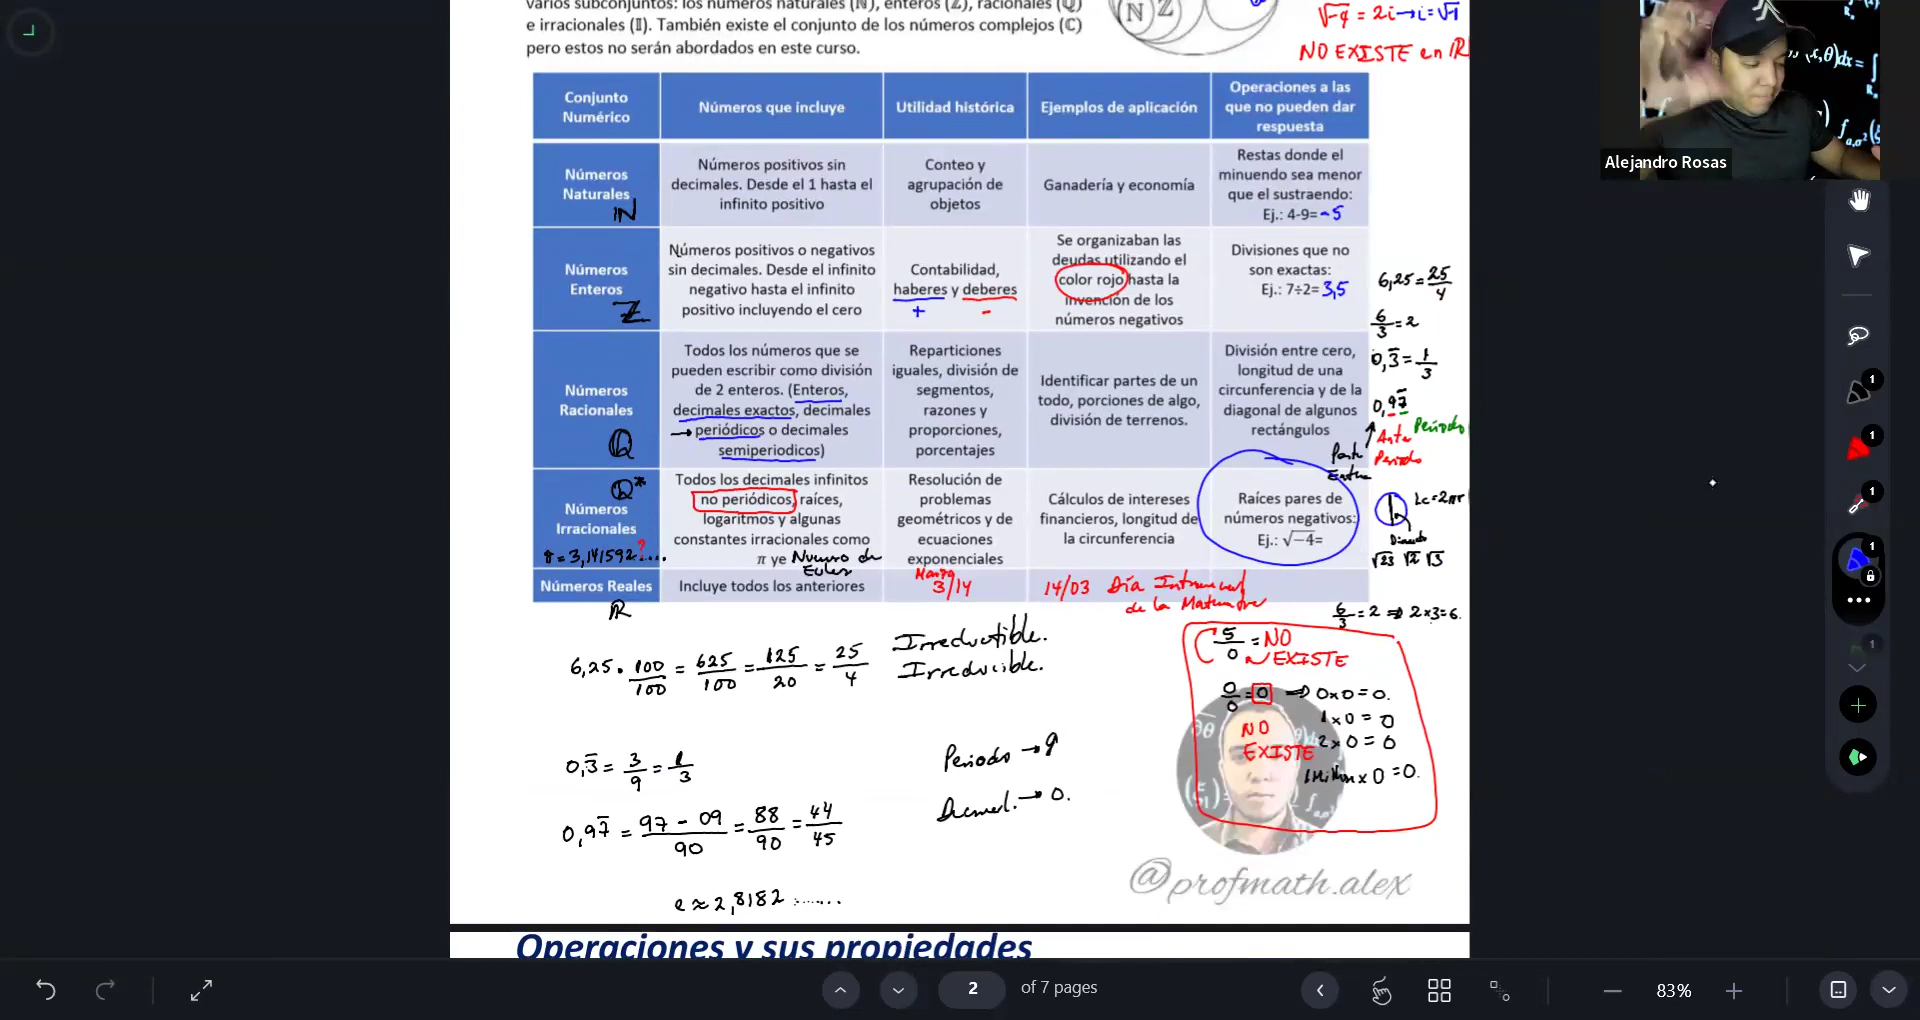 varios subconjuntos: los números naturales (ℕ), enteros (ℤ), racionales (ℚ)
e irracionales (𝕀). También existe el conjunto de los números complejos (ℂ)
pero estos no serán abordados en este curso.
N Z
√-4 = 2i → i = √-1
NO EXISTE en ℝ
Alejandro Rosas
Conjunto Numérico
Números que incluye
Utilidad histórica
Ejemplos de aplicación
Operaciones a las que no pueden dar respuesta
Números Naturales
ℕ
Números positivos sin
decimales. Desde el 1 hasta el
infinito positivo
Conteo y
agrupación de
objetos
Ganadería y economía
Restas donde el
minuendo sea menor
que el sustraendo:
Ej.: 4-9= -5
Números Enteros
ℤ
Números positivos o negativos
sin decimales. Desde el infinito
negativo hasta el infinito
positivo incluyendo el cero
Contabilidad,
haberes y deberes
+ -
Se organizaban las
deudas utilizando el
color rojo hasta la
invención de los
números negativos
Divisiones que no
son exactas:
Ej.: 7÷2= 3,5
6,25 = 25/4
6/3 = 2
0,3̅ = 1/3
0,97̅
Ante Periodo
Periodo
Parte Entera
Números Racionales
ℚ
Todos los números que se
pueden escribir como división
de 2 enteros. (Enteros,
decimales exactos, decimales
→ periódicos o decimales
semiperiodicos)
Reparticiones
iguales, división de
segmentos,
razones y
proporciones,
porcentajes
Identificar partes de un
todo, porciones de algo,
división de terrenos.
División entre cero,
longitud de una
circunferencia y de la
diagonal de algunos
rectángulos
ℚ*
Números Irracionales
π = 3,141592?....
Todos los decimales infinitos
no periódicos, raíces,
logaritmos y algunas
constantes irracionales como
π y e Numero de
Euler
Resolución de
problemas
geométricos y de
ecuaciones
exponenciales
Cálculos de intereses
financieros, longitud de
la circunferencia
Raíces pares de
números negativos:
Ej.: √−4=
Lc = 2πr
√23 √2 √3
Números Reales
ℝ
Incluye todos los anteriores
Marzo
3/14
14/03 Día Internacional
de la Matematica
6/3 = 2 ⇒ 2×3=6.
6,25 · 100/100 = 625/100 = 125/20 = 25/4
Irreductible.
Irreducible.
5/0 = NO
EXISTE
0/0 = 0 ⇒ 0×0=0.
1×0=0
NO
EXISTE
2×0=0
1Millon×0=0.
0,3̅ = 3/9 = 1/3
Periodo → 9
Decimal. → 0.
0,97̅ = 97 - 09/90 = 88/90 = 44/45
e ≈ 2,8182 ......
@profmath.alex
Operaciones y sus propiedades
2 of 7 pages
83%